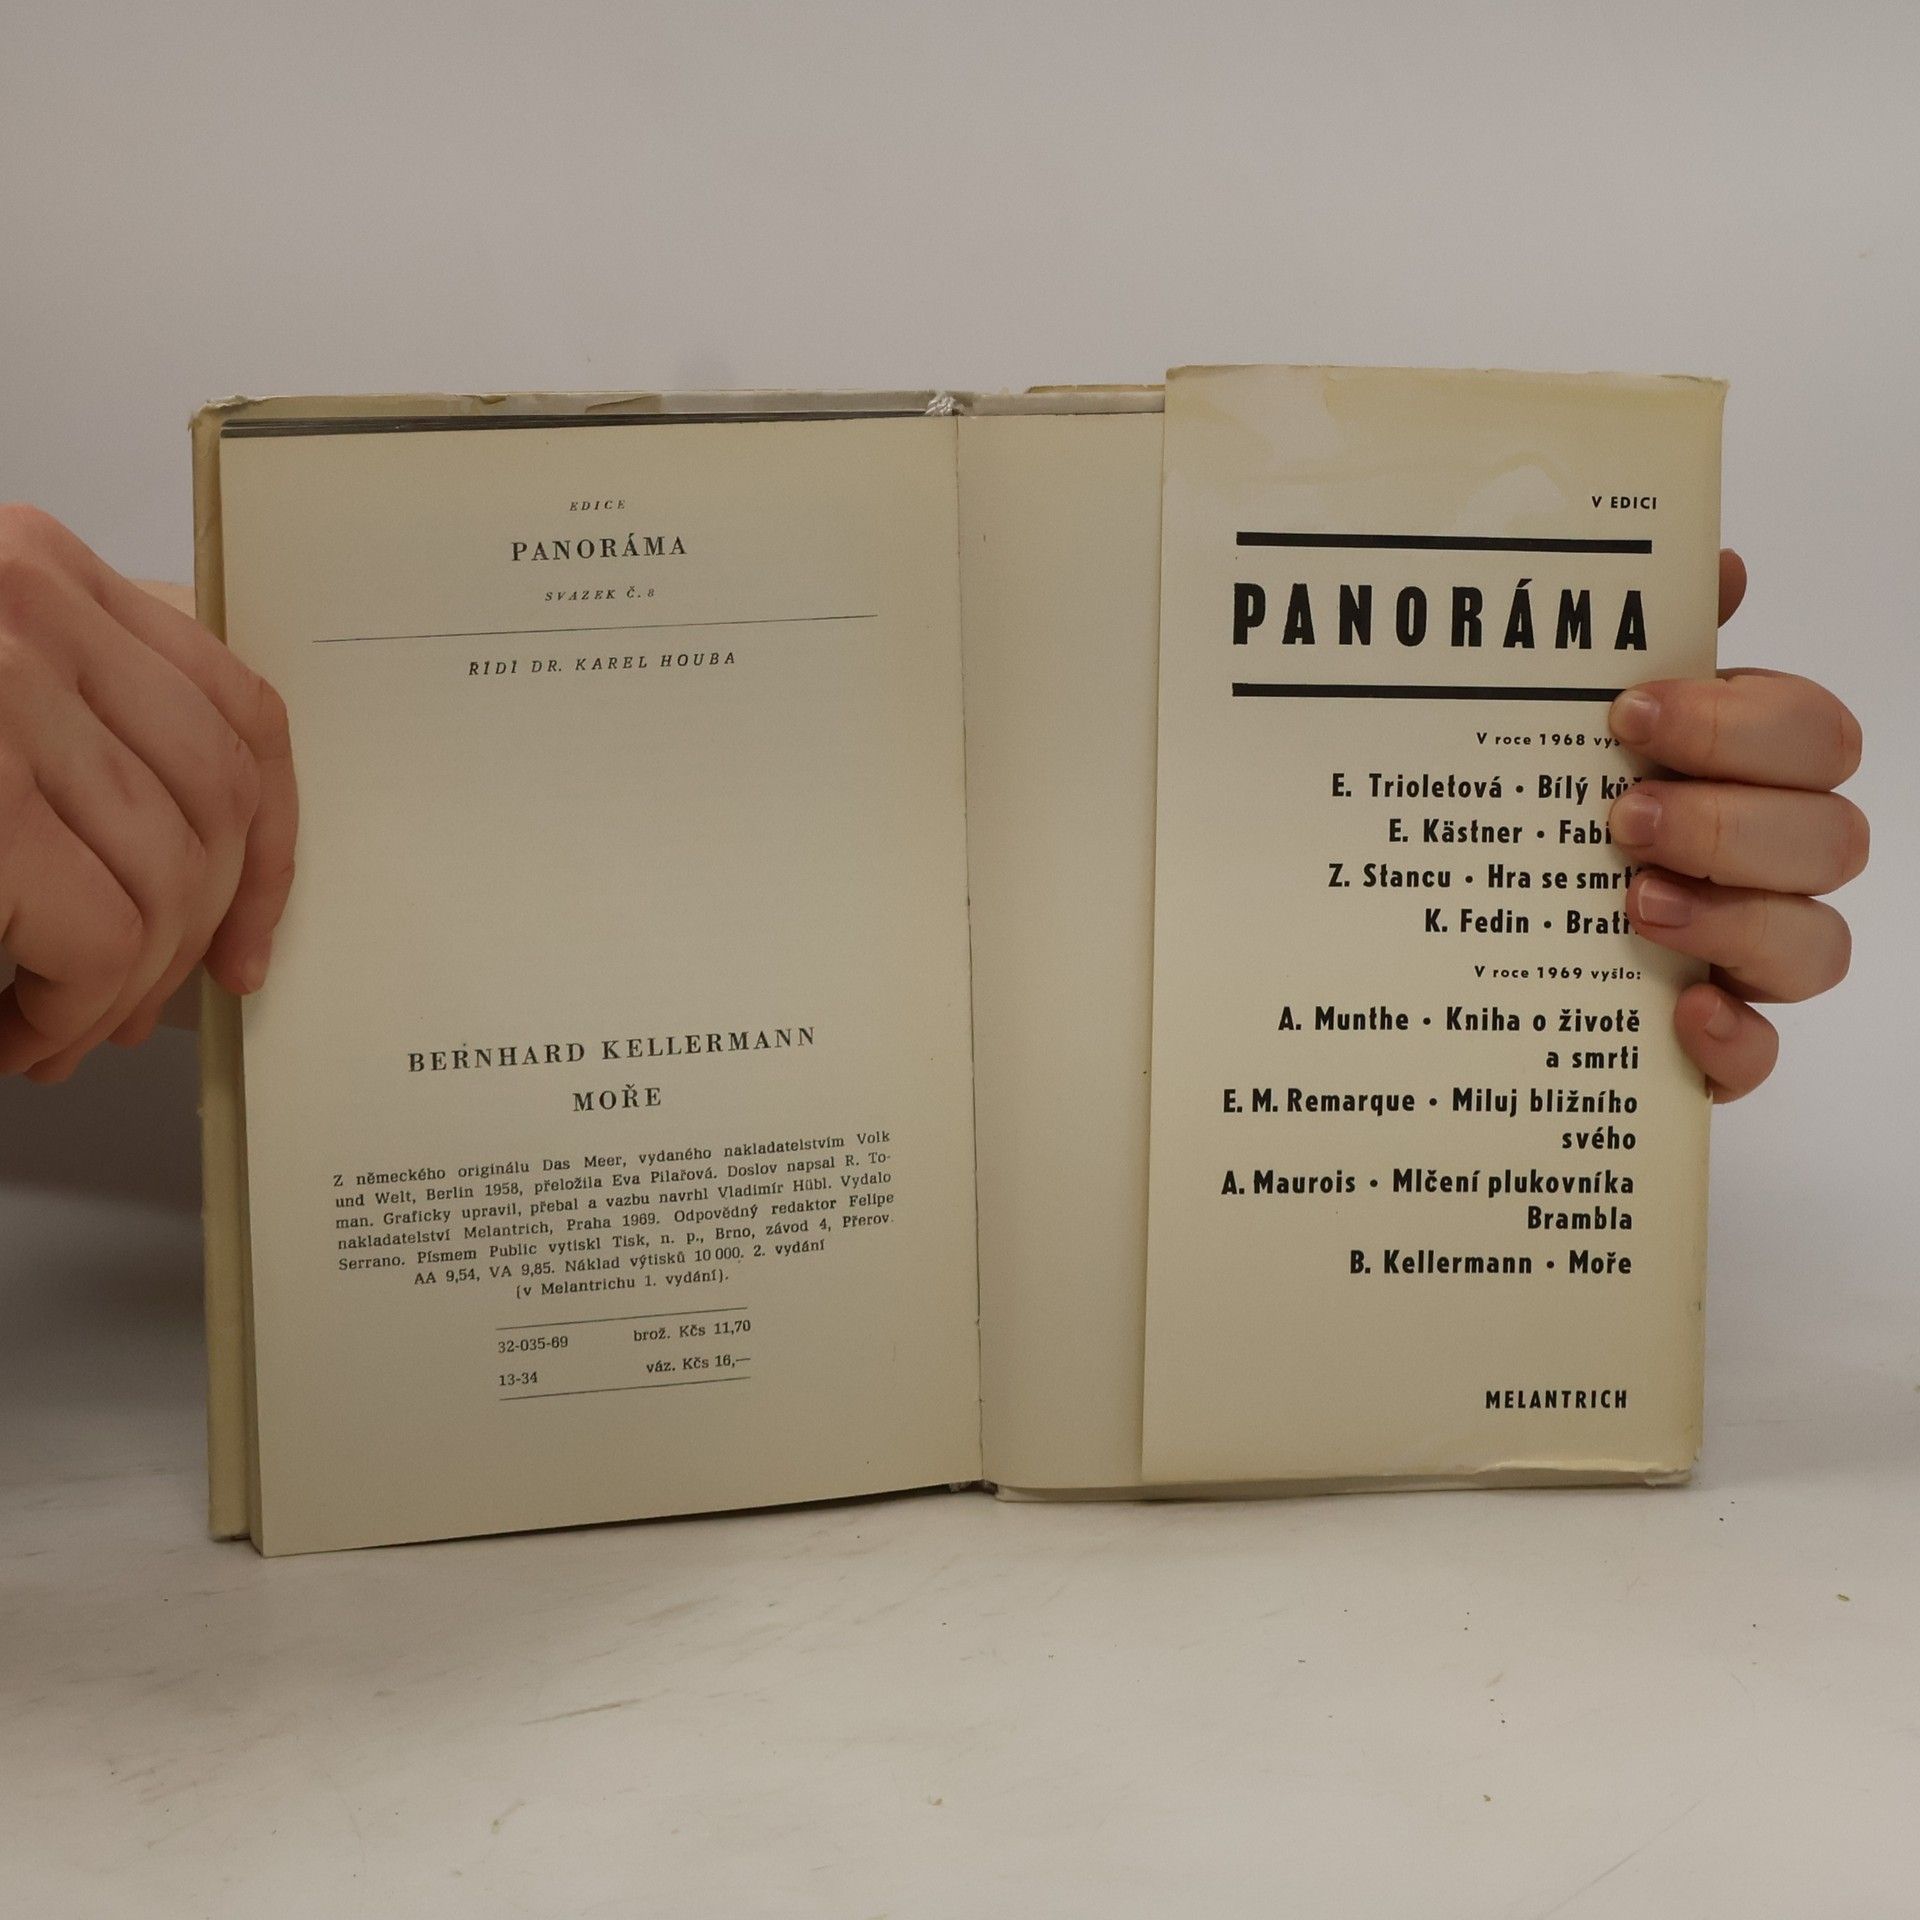 EDICE
PANORÁMA
SVAZEK Č. 8
ŘÍDÍ DR. KAREL HOUBA
BERNHARD KELLERMANN
MOŘE
Z německého originálu Das Meer, vydaného nakladatelstvím Volk
und Welt, Berlin 1958, přeložila Eva Pilařová. Doslov napsal R. To-
man. Graficky upravil, přebal a vazbu navrhl Vladimír Hübl. Vydalo
nakladatelství Melantrich, Praha 1969. Odpovědný redaktor Felipe
Serrano. Písmem Public vytiskl Tisk, n. p., Brno, závod 4, Přerov.
AA 9,54, VA 9,85. Náklad výtisků 10 000. 2. vydání
(v Melantrichu 1. vydání).
32-035-69 brož. Kčs 11,70
13-34 váz. Kčs 16,—
V EDICI
PANORÁMA
V roce 1968
E. Trioletová • Bílý
E. Kästner •
Z. Stancu • Hra se
K. Fedin •
V roce 1969 vyšlo:
A. Munthe • Kniha o životě
a smrti
E. M. Remarque • Miluj bližního
svého
A. Maurois • Mlčení plukovníka
Brambla
B. Kellermann • Moře
MELANTRICH